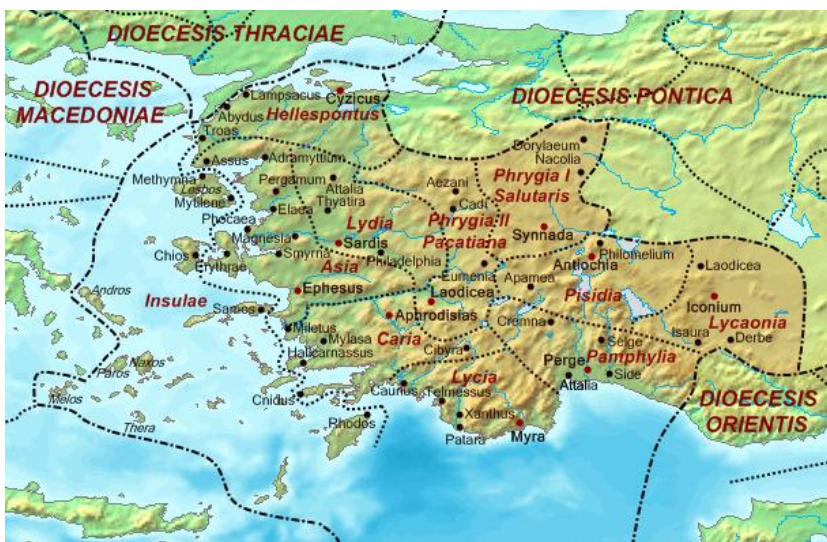 DIOECESIS THRACIAE
DIOECESIS
MACEDONIAE
DIOECESIS PONTICA
Lampsacus
Cyzicus
Abydus
Hellespontus
Troas
Dorylaeum
Nacolia
Assus
Adramyttium
Methymna
Lesbos
Pergamum
Attalia
Aezani
Phrygia I
Salutaris
Mytilene
Elaea
Thyatira
Cadi
Phocaea
Lydia
Phrygia II
Pacatiana
Synnada
Magnesia
Sardis
Chios
Erythrae
Smyrna
Philadelphia
Asia
Eumenia
Antiochia
Philomelium
Laodicea
Andros
Insulae
Ephesus
Laodicea
Apamea
Pisidia
Iconium
Samos
Aphrodisias
Cremna
Lycaonia
Miletus
Mylasa
Caria
Cibyra
Selge
Isaura
Derbe
Halicarnassus
Naxos
Paros
Perge
Pamphylia
Lycia
Attalia
Side
Melos
Cnidus
Caunus
Telmessus
DIOECESIS
ORIENTIS
Thera
Rhodos
Xanthus
Patara
Myra